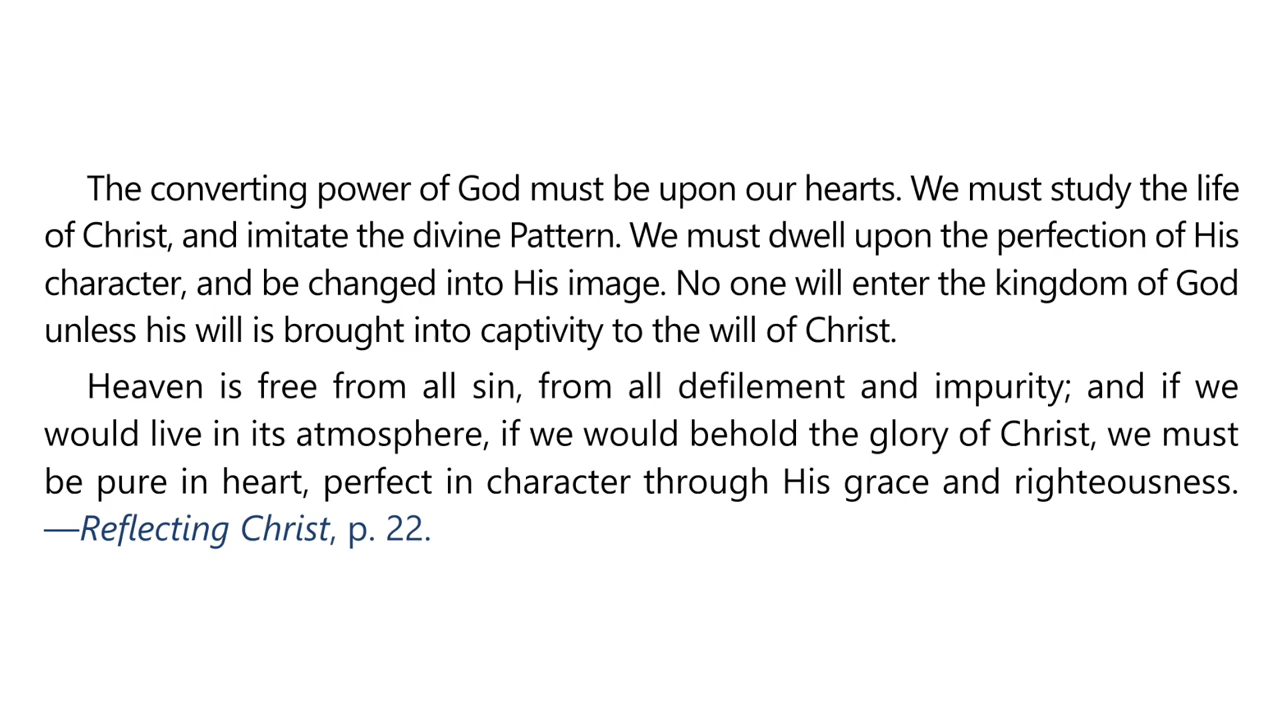 The converting power of God must be upon our hearts. We must study the life
of Christ, and imitate the divine Pattern. We must dwell upon the perfection of His
character, and be changed into His image. No one will enter the kingdom of God
unless his will is brought into captivity to the will of Christ.
Heaven is free from all sin, from all defilement and impurity; and if we
would live in its atmosphere, if we would behold the glory of Christ, we must
be pure in heart, perfect in character through His grace and righteousness.
—Reflecting Christ, p. 22.